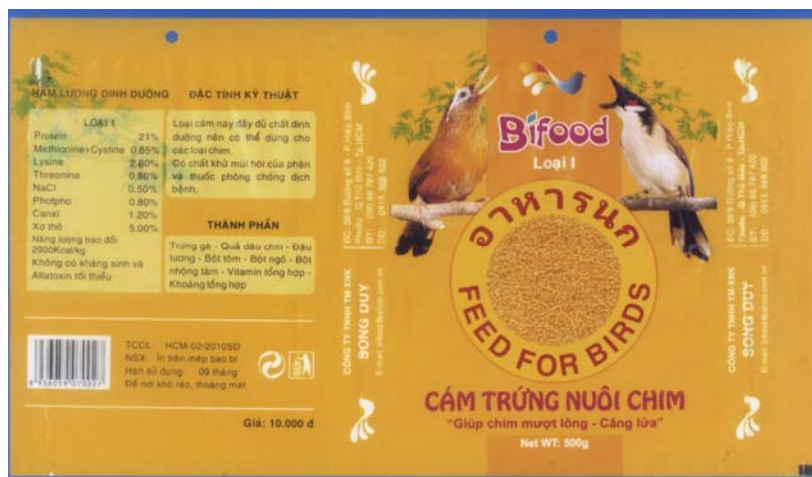 HÀM LƯỢNG DINH DƯỠNG
LOẠI 1
Protein 21%
Methionine+Cystine 0.85%
Lysine 2.60%
Threonine 0.80%
NaCl 0.50%
Photpho 0.80%
Canxi 1.20%
Xơ thô 5.00%
Năng lượng trao đổi
2900Kcal/kg
Không có kháng sinh và
Aflatoxin tối thiểu
ĐẶC TÍNH KỸ THUẬT
Loại cám này đầy đủ chất dinh
dưỡng nên có thể dùng cho
các loại chim.
Có chất khử mùi hôi của phân
và thuốc phòng chống dịch
bệnh.
THÀNH PHẦN
Trứng gà - Quả dâu chín - Đậu
tương - Bột tôm - Bột ngô - Bột
nhộng tằm - Vitamin tổng hợp -
Khoáng tổng hợp
8 936059 070027
TCCL: HCM-02/2010SD
NSX: In trên mép bao bì
Hạn sử dụng: 09 tháng
Để nơi khô ráo, thoáng mát
Giá: 10.000 đ
CÔNG TY TNHH TM-XNK
SONG DUY
Bifood
Loại I
อาหารนก
FEED FOR BIRDS
CÁM TRỨNG NUÔI CHIM
"Giúp chim mượt lông - Căng lửa"
Net WT: 500g
CÔNG TY TNHH TM-XNK
SONG DUY